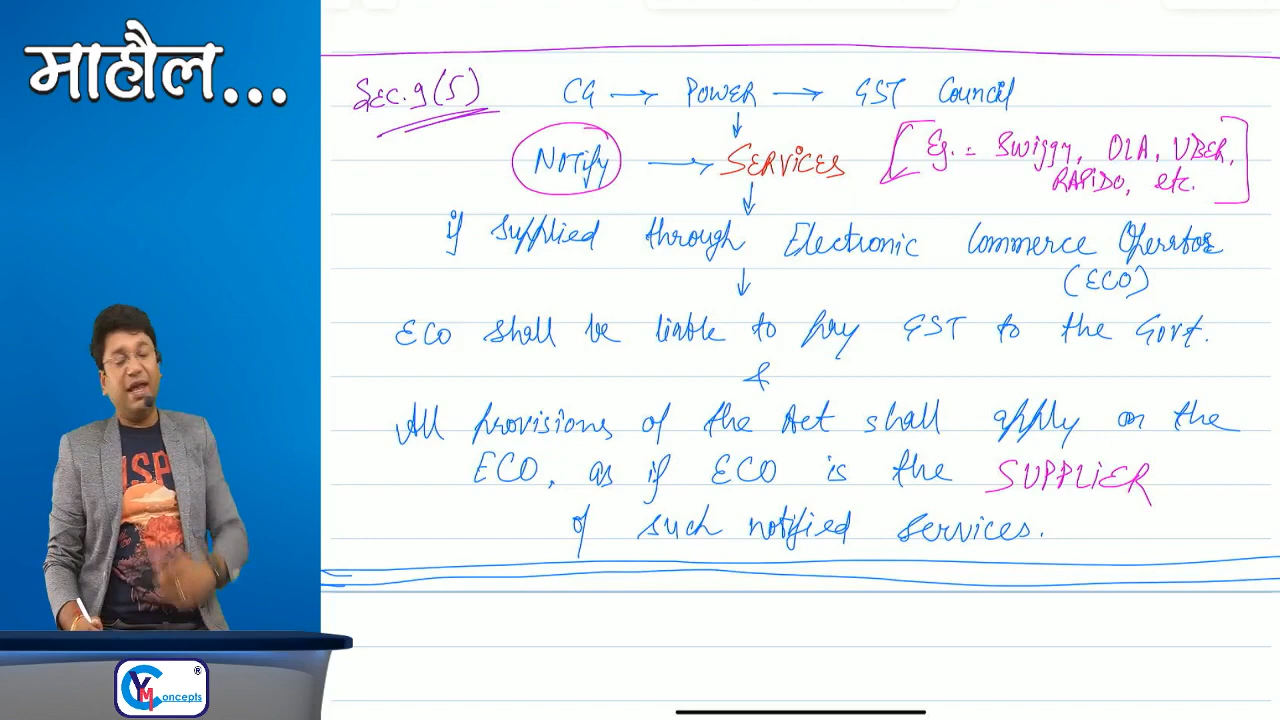 माहौल...
SEC. 9(5)
CG → POWER → GST Council
↓
NOTIFY → SERVICES [Eg. = Swiggy, OLA, UBER,
RAPIDO, etc.]
↓
if supplied through Electronic Commerce Operator
(ECO)
↓
ECO shall be liable to pay GST to the Govt.
&
All provisions of the Act shall apply on the
ECO, as if ECO is the SUPPLIER
of such notified services.
YM Concepts ®